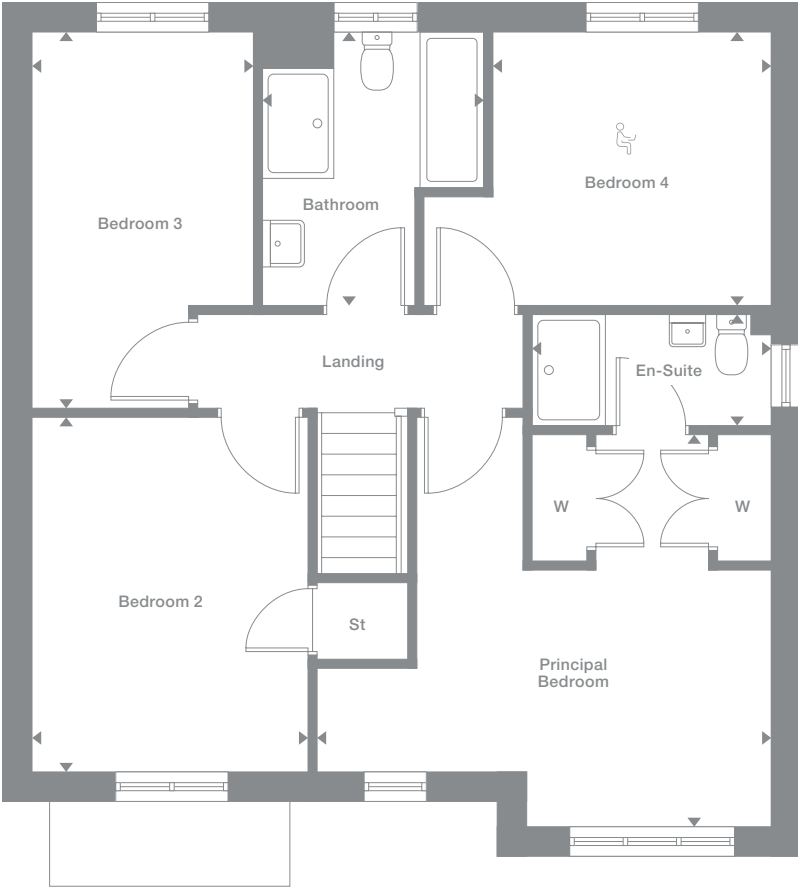 Bedroom 4
Bathroom
Bedroom 3
Landing
En-Suite
W
W
Bedroom 2
St
Principal
Bedroom